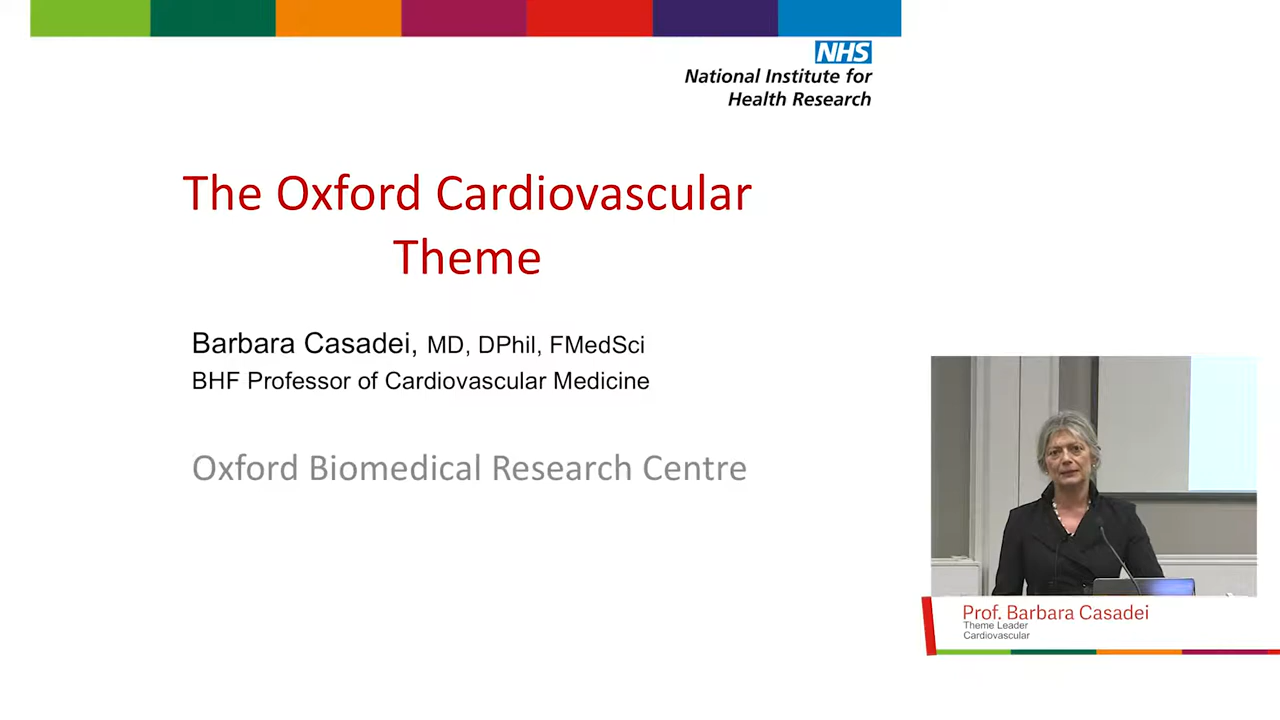 NHS
National Institute for
Health Research
The Oxford Cardiovascular
Theme
Barbara Casadei, MD, DPhil, FMedSci
BHF Professor of Cardiovascular Medicine
Oxford Biomedical Research Centre
Prof. Barbara Casadei
Theme Leader
Cardiovascular